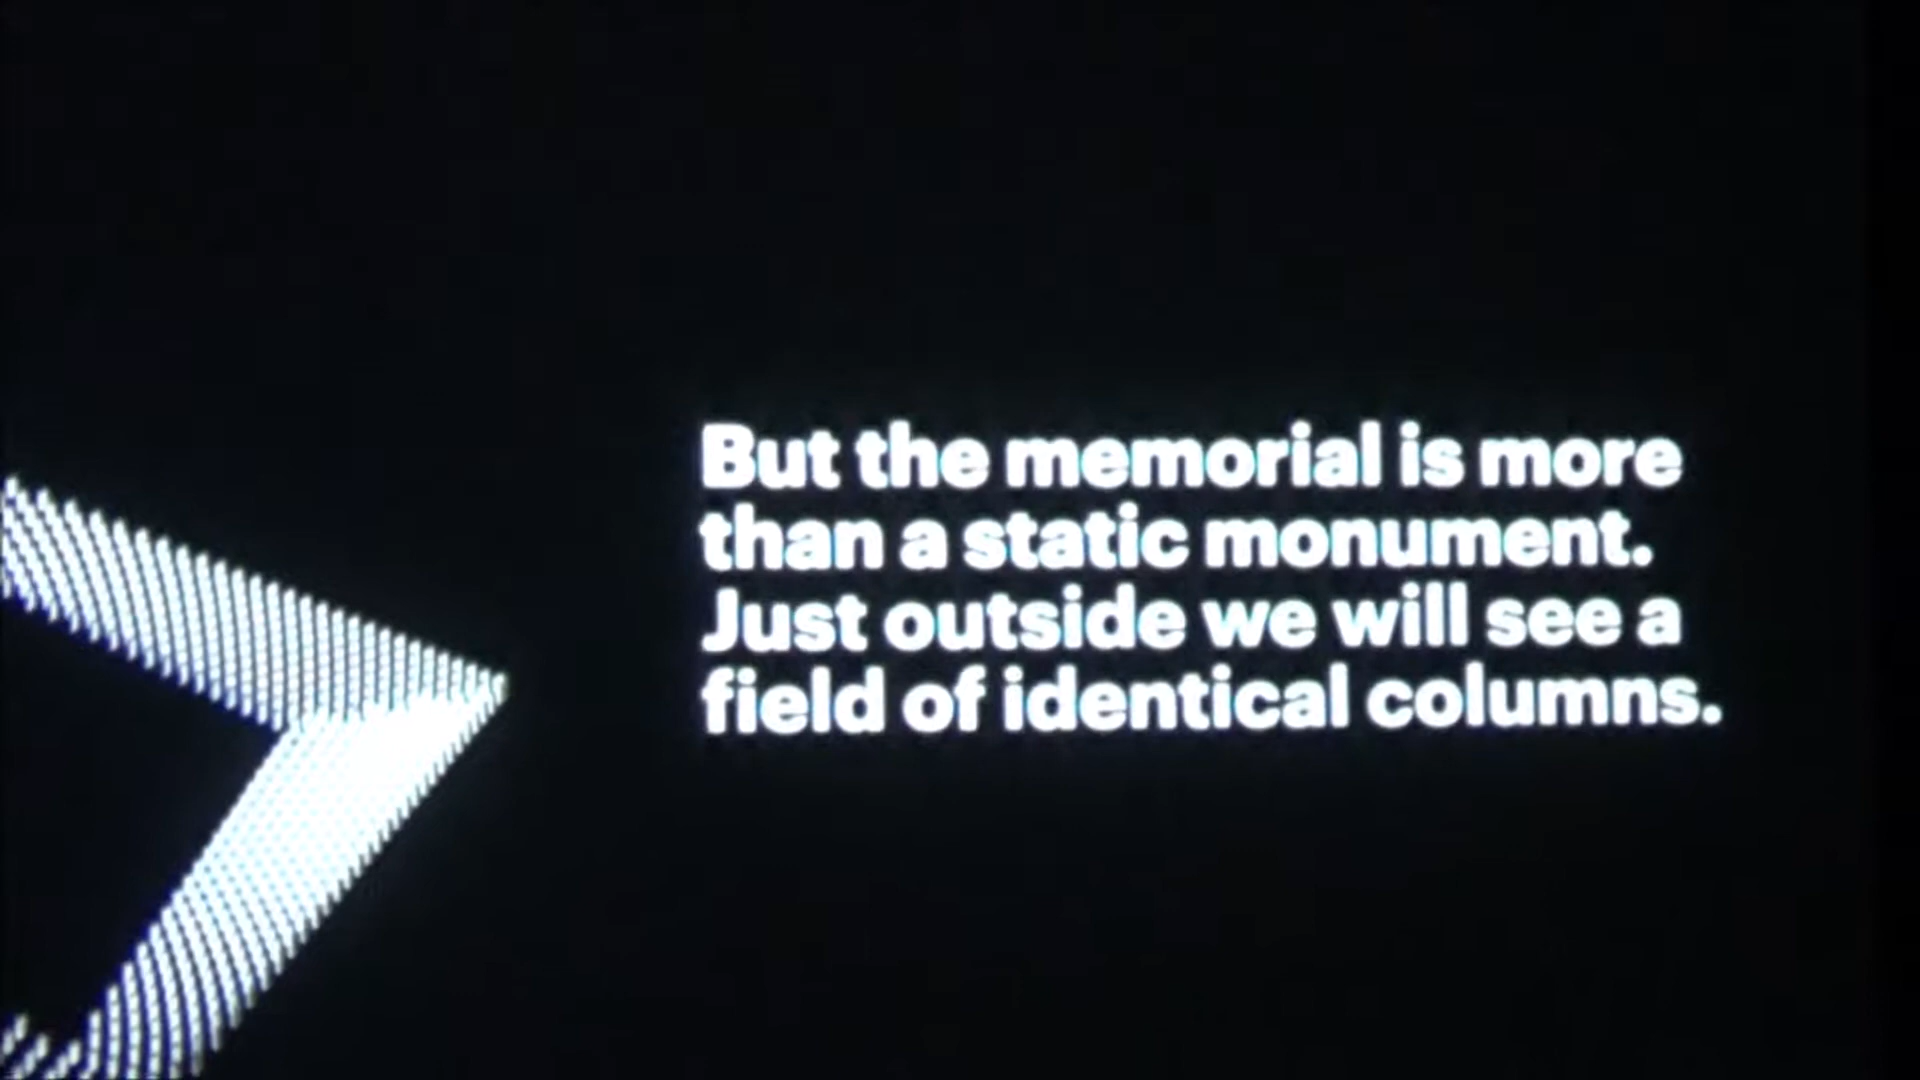 But the memorial is more
than a static monument.
Just outside we will see a
field of identical columns.